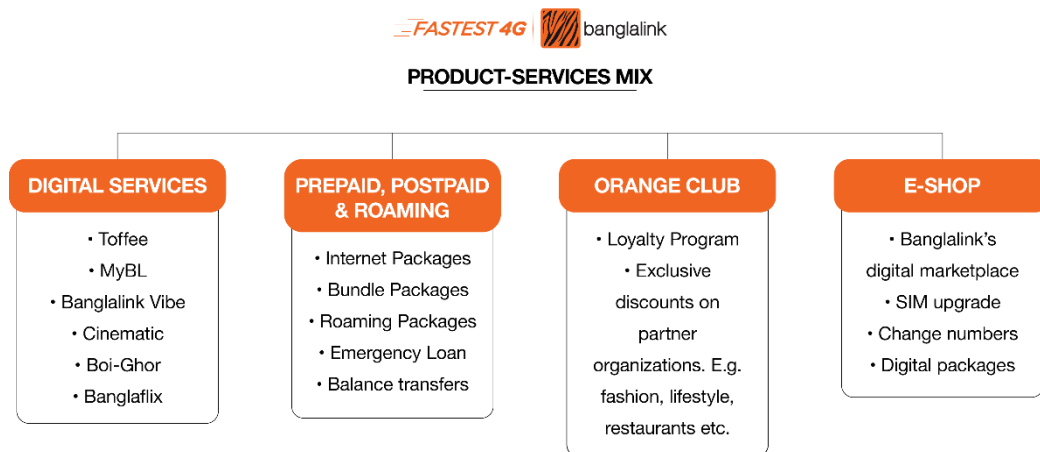 FASTEST 4G banglalink
PRODUCT-SERVICES MIX
DIGITAL SERVICES
• Toffee
• MyBL
• Banglalink Vibe
• Cinematic
• Boi-Ghor
• Banglaflix
PREPAID, POSTPAID
& ROAMING
• Internet Packages
• Bundle Packages
• Roaming Packages
• Emergency Loan
• Balance transfers
ORANGE CLUB
• Loyalty Program
• Exclusive
discounts on
partner
organizations. E.g.
fashion, lifestyle,
restaurants etc.
E-SHOP
• Banglalink's
digital marketplace
• SIM upgrade
• Change numbers
• Digital packages